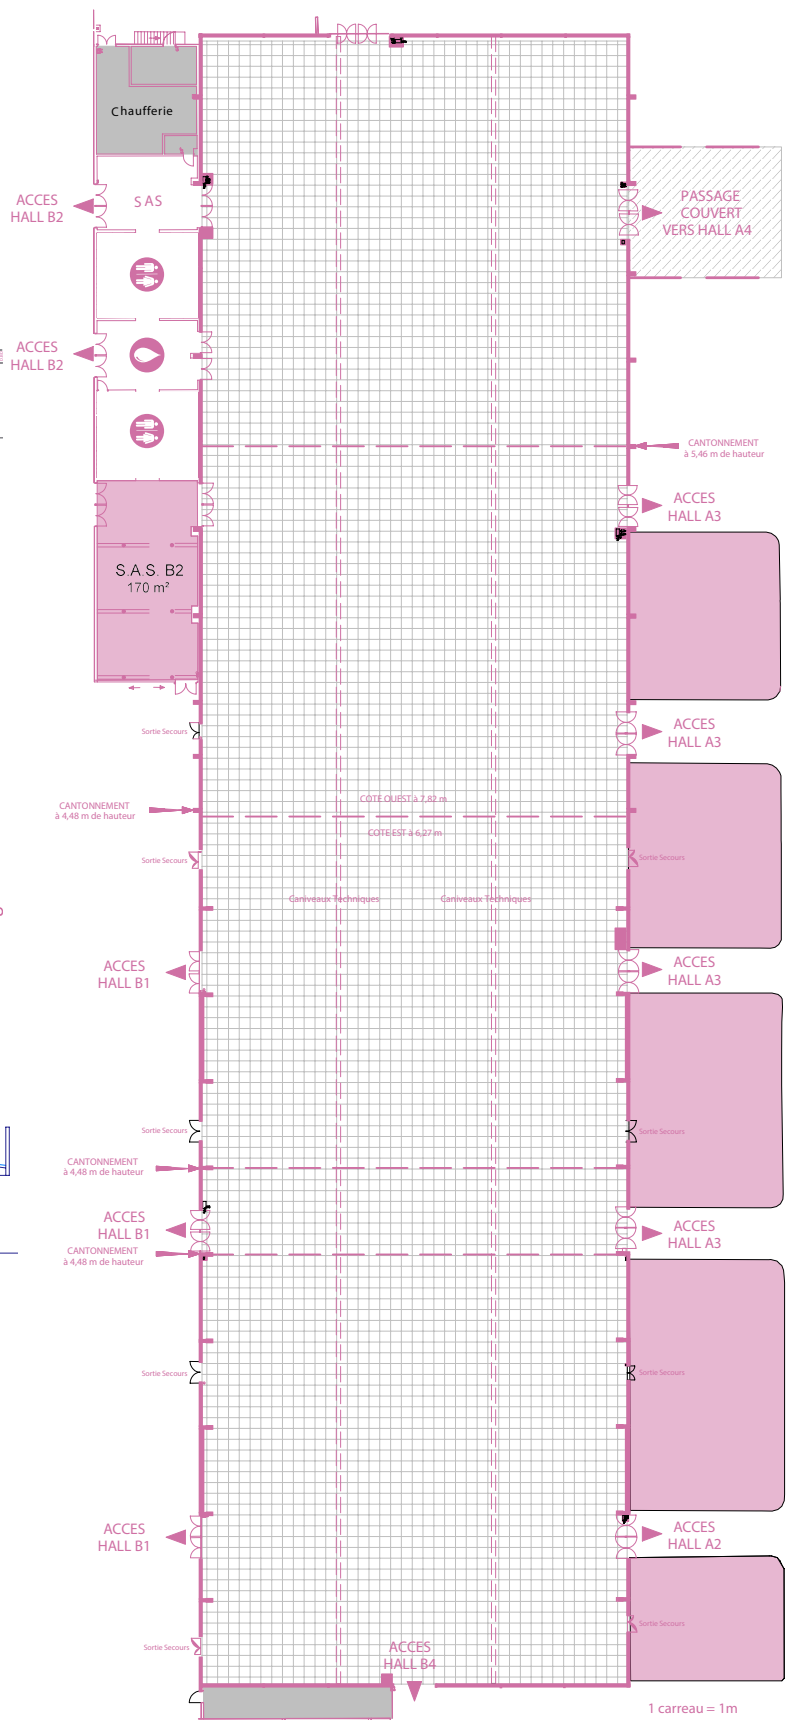 Chaufferie
ACCES
HALL B2
SAS
PASSAGE
COUVERT
VERS HALL A4
ACCES
HALL B2
CANTONNEMENT
à 5,46 m de hauteur
ACCES
HALL A3
S.A.S. B2
170 m²
Sortie Secours
ACCES
HALL A3
COTE OUEST à 7,82 m
CANTONNEMENT
à 4,48 m de hauteur
COTE EST à 6,27 m
Sortie Secours
Sortie Secours
Caniveaux Techniques
Caniveaux Techniques
ACCES
HALL B1
ACCES
HALL A3
Sortie Secours
Sortie Secours
CANTONNEMENT
à 4,48 m de hauteur
ACCES
HALL B1
ACCES
HALL A3
CANTONNEMENT
à 4,48 m de hauteur
Sortie Secours
Sortie Secours
ACCES
HALL B1
ACCES
HALL A2
Sortie Secours
Sortie Secours
ACCES
HALL B4
1 carreau = 1m